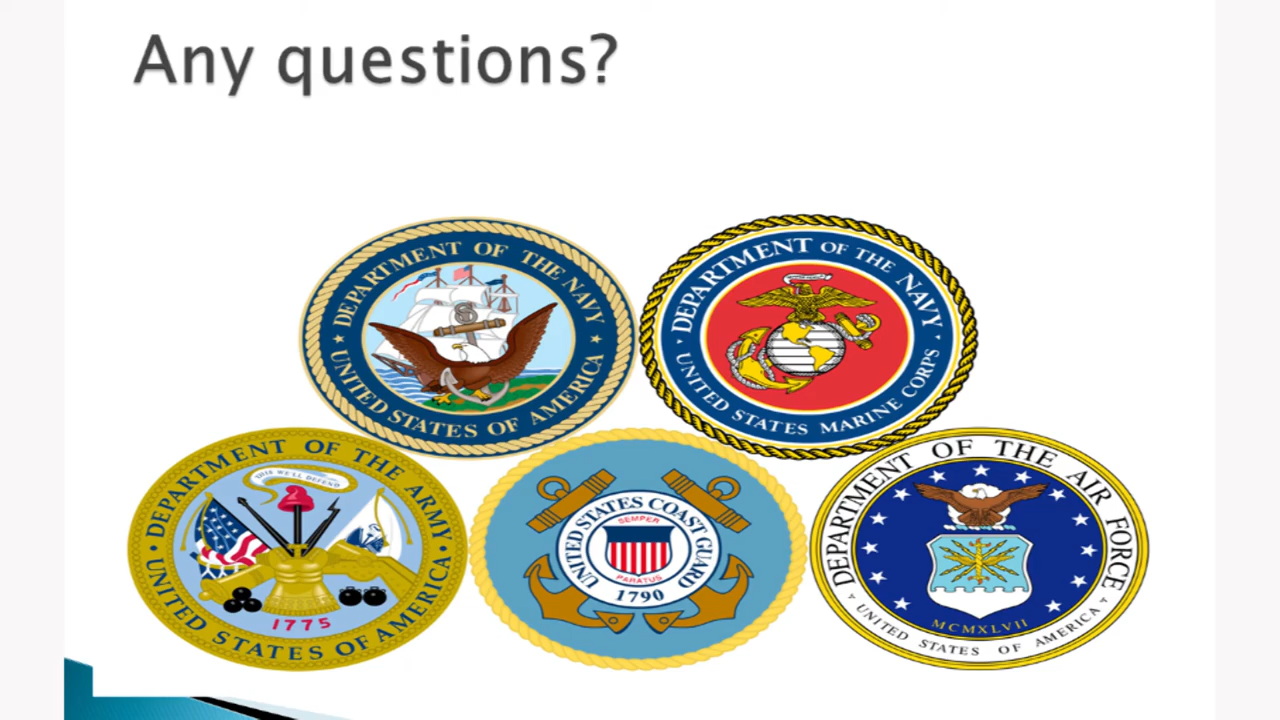 Any questions?
DEPARTMENT OF THE NAVY
UNITED STATES OF AMERICA
DEPARTMENT OF THE NAVY
UNITED STATES MARINE CORPS
DEPARTMENT OF THE ARMY
THIS WE'LL DEFEND
1775
UNITED STATES OF AMERICA
UNITED STATES COAST GUARD
SEMPER
PARATUS
1790
DEPARTMENT OF THE AIR FORCE
MCMXLVII
UNITED STATES OF AMERICA